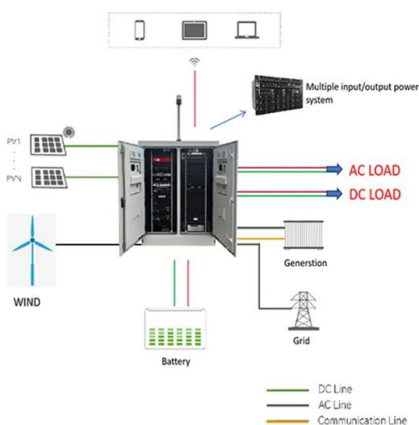 Multiple input/output power
system
PV1
PVN
AC LOAD
DC LOAD
WIND
Generstion
Grid
Battery
DC Line
AC Line
Communication Line